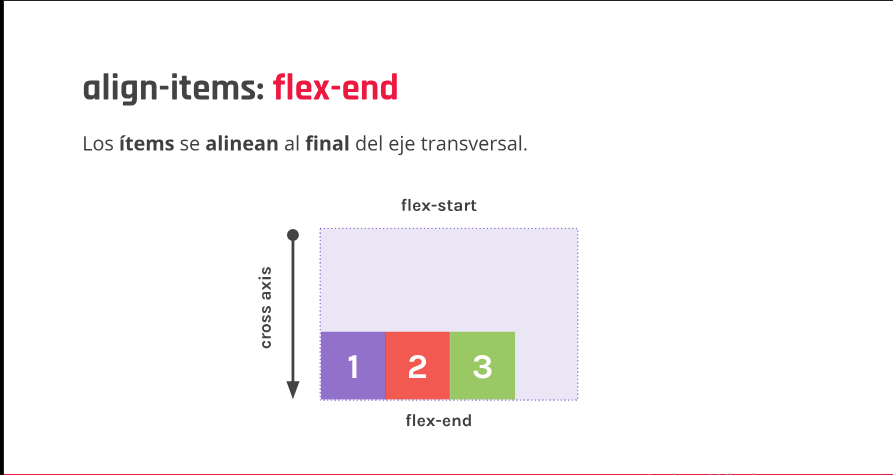 align-items: flex-end
Los ítems se alinean al final del eje transversal.
flex-start
cross axis
1 2 3
flex-end